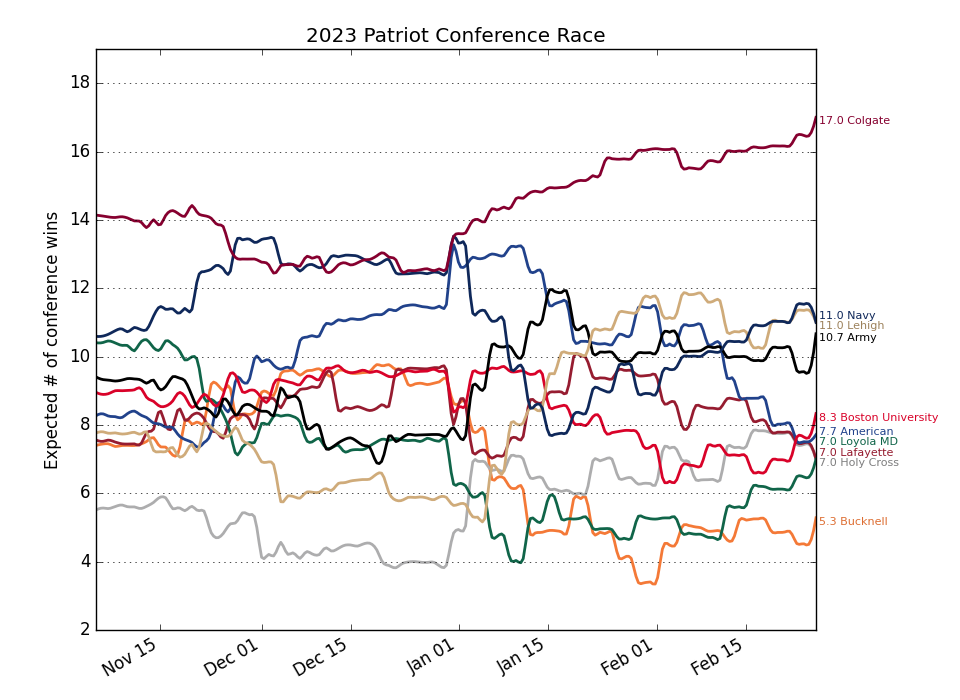 2023 Patriot Conference Race
Expected # of conference wins
18
16
14
12
10
8
6
4
2
17.0 Colgate
11.0 Navy
11.0 Lehigh
10.7 Army
8.3 Boston University
7.7 American
7.0 Loyola MD
7.0 Lafayette
7.0 Holy Cross
5.3 Bucknell
Nov 15
Dec 01
Dec 15
Jan 01
Jan 15
Feb 01
Feb 15